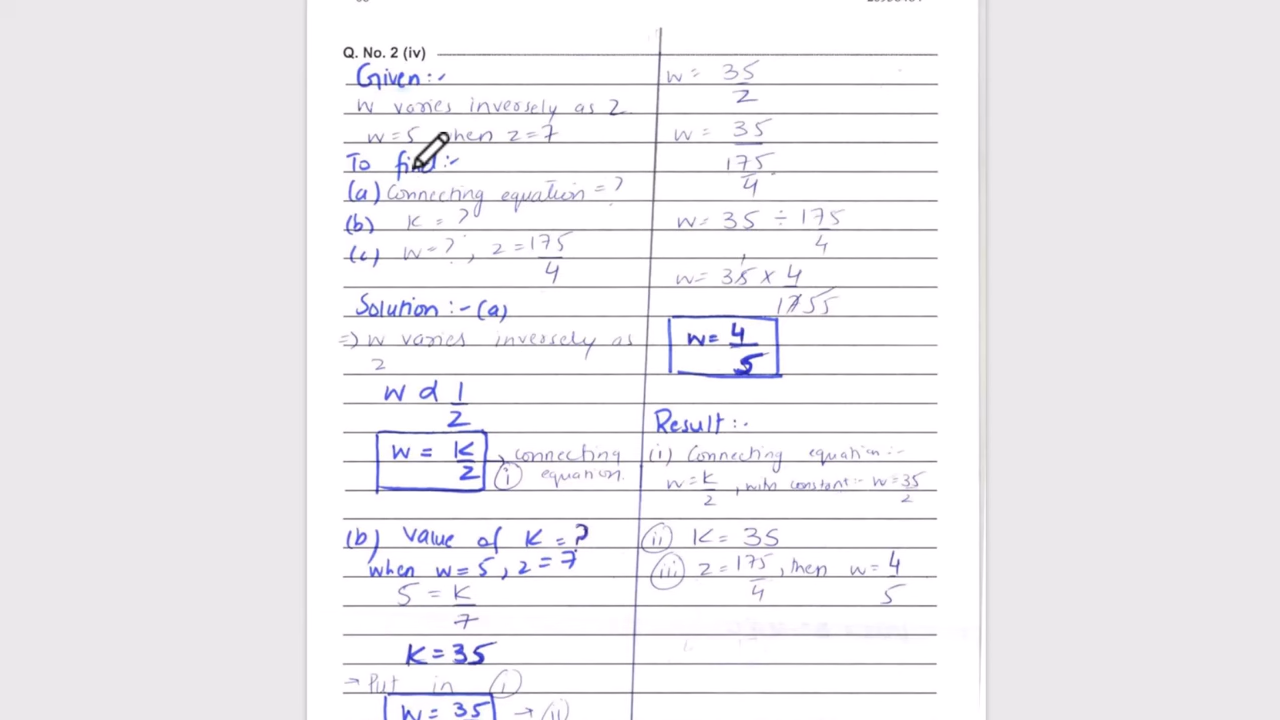 Q. No. 2 (iv)
Given:-
W varies inversely as z
w = 5 when z = 7
To find:-
(a) Connecting equation = ?
(b) K = ?
(c) W = ?, z = 175/4
Solution:- (a)
=> W varies inversely as
z
W α 1/z
W = K/z → connecting
(i) equation.
(b) Value of K = ?
when w = 5, z = 7
5 = K/7
K = 35
→ Put in (i)
W = 35 → (ii)
W = 35/z
W = 35
175/4
W = 35 ÷ 175/4
W = 35 × 4
W = 4/5
Result:-
(i) Connecting equation:-
W = K/z, with constant:- W = 35/z
(ii) K = 35
(iii) z = 175/4, then w = 4/5